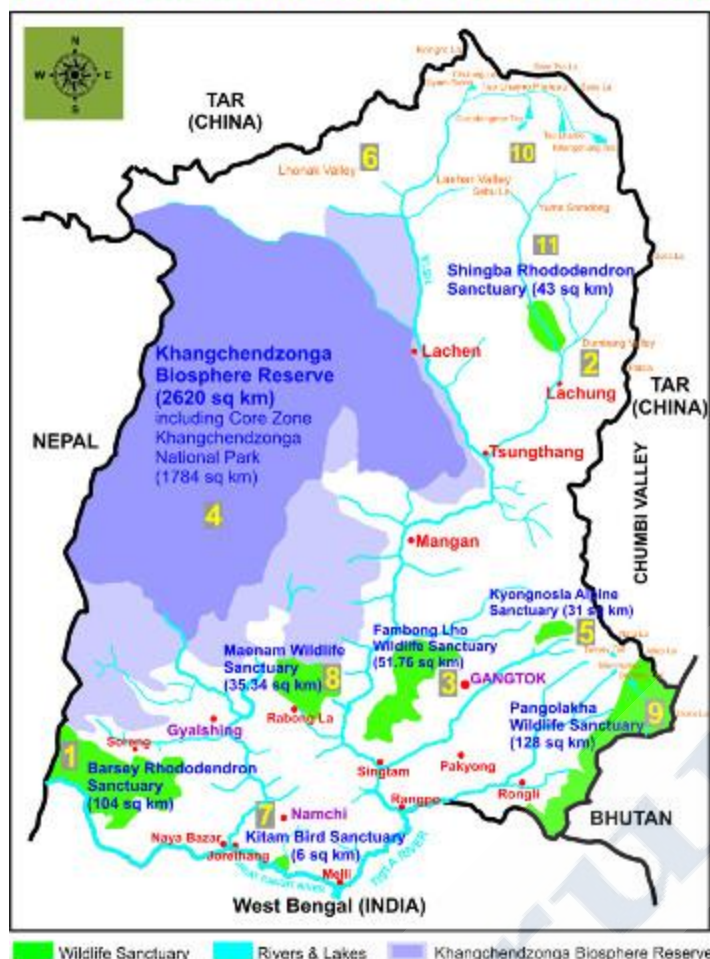 N
W E
S
TAR
(CHINA)
6
Lhonak Valley
10
Lashar Valley
Yume Samdong
11
Shingba Rhododendron
Sanctuary (43 sq km)
Khangchendzonga
Biosphere Reserve
(2620 sq km)
including Core Zone
Khangchendzonga
National Park
(1784 sq km)
4
Lachen
2
Lachung
TAR
(CHINA)
NEPAL
Tsungthang
CHUMBI VALLEY
Mangan
Kyongnosla Alpine
Sanctuary (31 sq km)
5
Fambong Lho
Wildlife Sanctuary
(51.76 sq km)
Maenam Wildlife
Sanctuary
(35.34 sq km)
8
3
GANGTOK
Pangolakha
Wildlife Sanctuary
(128 sq km)
9
Rabong La
Gyalshing
1
Soreng
Barsey Rhododendron
Sanctuary
(104 sq km)
Singtam
Pakyong
Rongli
Rangpo
BHUTAN
7
Namchi
Kitam Bird Sanctuary
(6 sq km)
Naya Bazar
Jorethang
Melli
West Bengal (INDIA)
Wildlife Sanctuary
Rivers & Lakes
Khangchendzonga Biosphere Reserve